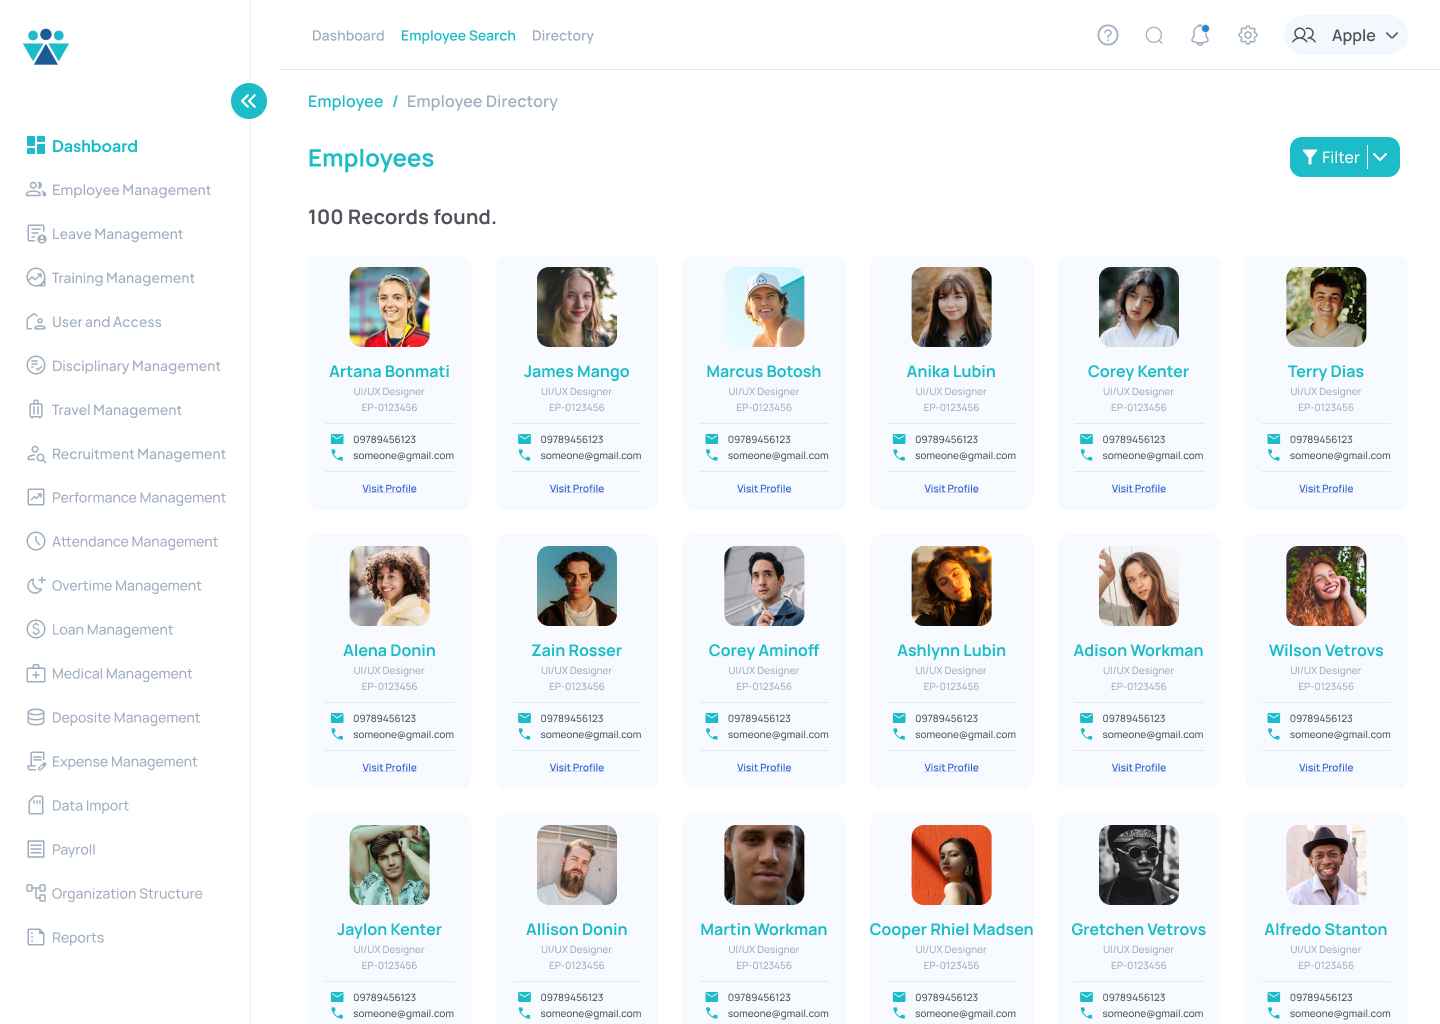 Dashboard Employee Search Directory Apple
Employee / Employee Directory
Dashboard
Employee Management
Leave Management
Training Management
User and Access
Disciplinary Management
Travel Management
Recruitment Management
Performance Management
Attendance Management
Overtime Management
Loan Management
Medical Management
Deposite Management
Expense Management
Data Import
Payroll
Organization Structure
Reports
Employees
Filter
100 Records found.
Artana Bonmati
UI/UX Designer
EP-0123456
09789456123
someone@gmail.com
Visit Profile
James Mango
UI/UX Designer
EP-0123456
09789456123
someone@gmail.com
Visit Profile
Marcus Botosh
UI/UX Designer
EP-0123456
09789456123
someone@gmail.com
Visit Profile
Anika Lubin
UI/UX Designer
EP-0123456
09789456123
someone@gmail.com
Visit Profile
Corey Kenter
UI/UX Designer
EP-0123456
09789456123
someone@gmail.com
Visit Profile
Terry Dias
UI/UX Designer
EP-0123456
09789456123
someone@gmail.com
Visit Profile
Alena Donin
UI/UX Designer
EP-0123456
09789456123
someone@gmail.com
Visit Profile
Zain Rosser
UI/UX Designer
EP-0123456
09789456123
someone@gmail.com
Visit Profile
Corey Aminoff
UI/UX Designer
EP-0123456
09789456123
someone@gmail.com
Visit Profile
Ashlynn Lubin
UI/UX Designer
EP-0123456
09789456123
someone@gmail.com
Visit Profile
Adison Workman
UI/UX Designer
EP-0123456
09789456123
someone@gmail.com
Visit Profile
Wilson Vetrovs
UI/UX Designer
EP-0123456
09789456123
someone@gmail.com
Visit Profile
Jaylon Kenter
UI/UX Designer
EP-0123456
09789456123
someone@gmail.com
Allison Donin
UI/UX Designer
EP-0123456
09789456123
someone@gmail.com
Martin Workman
UI/UX Designer
EP-0123456
09789456123
someone@gmail.com
Cooper Rhiel Madsen
UI/UX Designer
EP-0123456
09789456123
someone@gmail.com
Gretchen Vetrovs
UI/UX Designer
EP-0123456
09789456123
someone@gmail.com
Alfredo Stanton
UI/UX Designer
EP-0123456
09789456123
someone@gmail.com